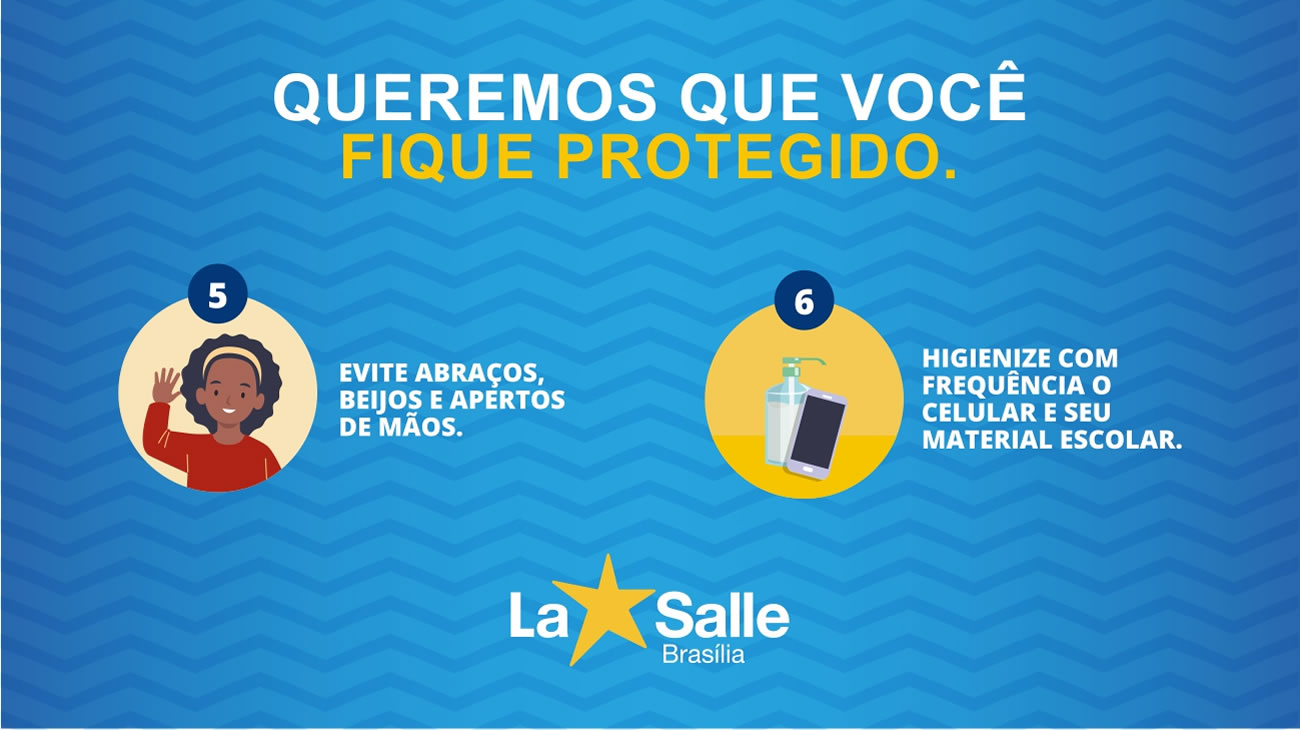 QUEREMOS QUE VOCÊ
FIQUE PROTEGIDO.
5
EVITE ABRAÇOS,
BEIJOS E APERTOS
DE MÃOS.
6
HIGIENIZE COM
FREQUÊNCIA O
CELULAR E SEU
MATERIAL ESCOLAR.
La Salle
Brasília